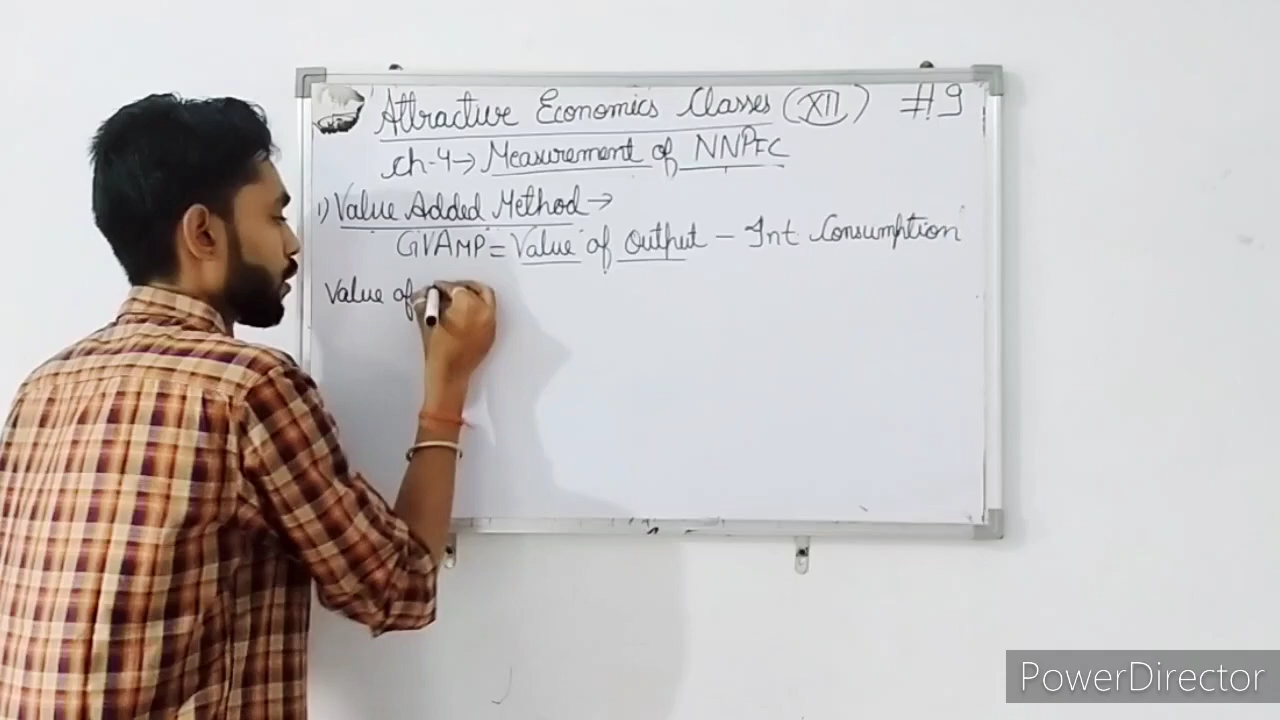 Attractive Economics Classes (XII) #9
Ch-4→ Measurement of NNPFC
1) Value Added Method →
GVAMP = Value of Output - Int Consumption
Value of
PowerDirector